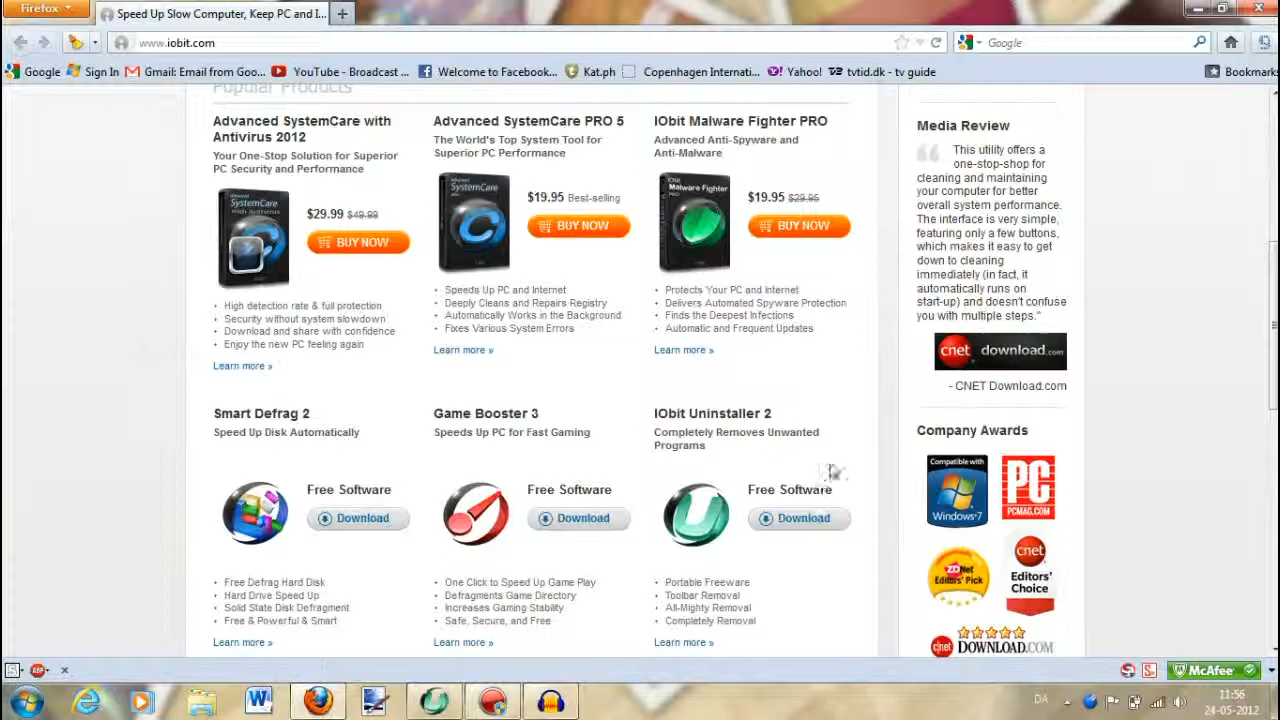 Firefox
Speed Up Slow Computer, Keep PC and I...
www.iobit.com
Google
Google
Sign In
Gmail: Email from Goo...
YouTube - Broadcast ...
Welcome to Facebook...
Kat.ph
Copenhagen Internati...
Yahoo!
tvtid.dk - tv guide
Bookmarks
Popular Products
Advanced SystemCare with
Antivirus 2012
Your One-Stop Solution for Superior
PC Security and Performance
SystemCare
With Antivirus
$29.99 $49.99
BUY NOW
High detection rate & full protection
Security without system slowdown
Download and share with confidence
Enjoy the new PC feeling again
Learn more »
Advanced SystemCare PRO 5
The World's Top System Tool for
Superior PC Performance
SystemCare
$19.95 Best-selling
BUY NOW
Speeds Up PC and Internet
Deeply Cleans and Repairs Registry
Automatically Works in the Background
Fixes Various System Errors
Learn more »
IObit Malware Fighter PRO
Advanced Anti-Spyware and
Anti-Malware
Malware Fighter
PRO
$19.95 $29.95
BUY NOW
Protects Your PC and Internet
Delivers Automated Spyware Protection
Finds the Deepest Infections
Automatic and Frequent Updates
Learn more »
Smart Defrag 2
Speed Up Disk Automatically
Free Software
Download
Free Defrag Hard Disk
Hard Drive Speed Up
Solid State Disk Defragment
Free & Powerful & Smart
Learn more »
Game Booster 3
Speeds Up PC for Fast Gaming
Free Software
Download
One Click to Speed Up Game Play
Defragments Game Directory
Increases Gaming Stability
Safe, Secure, and Free
Learn more »
IObit Uninstaller 2
Completely Removes Unwanted
Programs
Free Software
Download
Portable Freeware
Toolbar Removal
All-Mighty Removal
Completely Removal
Learn more »
Media Review
This utility offers a
one-stop-shop for
cleaning and maintaining
your computer for better
overall system performance.
The interface is very simple,
featuring only a few buttons,
which makes it easy to get
down to cleaning
immediately (in fact, it
automatically runs on
start-up) and doesn't confuse
you with multiple steps."
cnet download.com
- CNET Download.com
Company Awards
Compatible with
Windows 7
PC
PCMAG.COM
ZDNet
Editors' Pick
cnet
Editors'
Choice
cnet DOWNLOAD.COM
ABP
McAfee
DA
11:56
24-05-2012